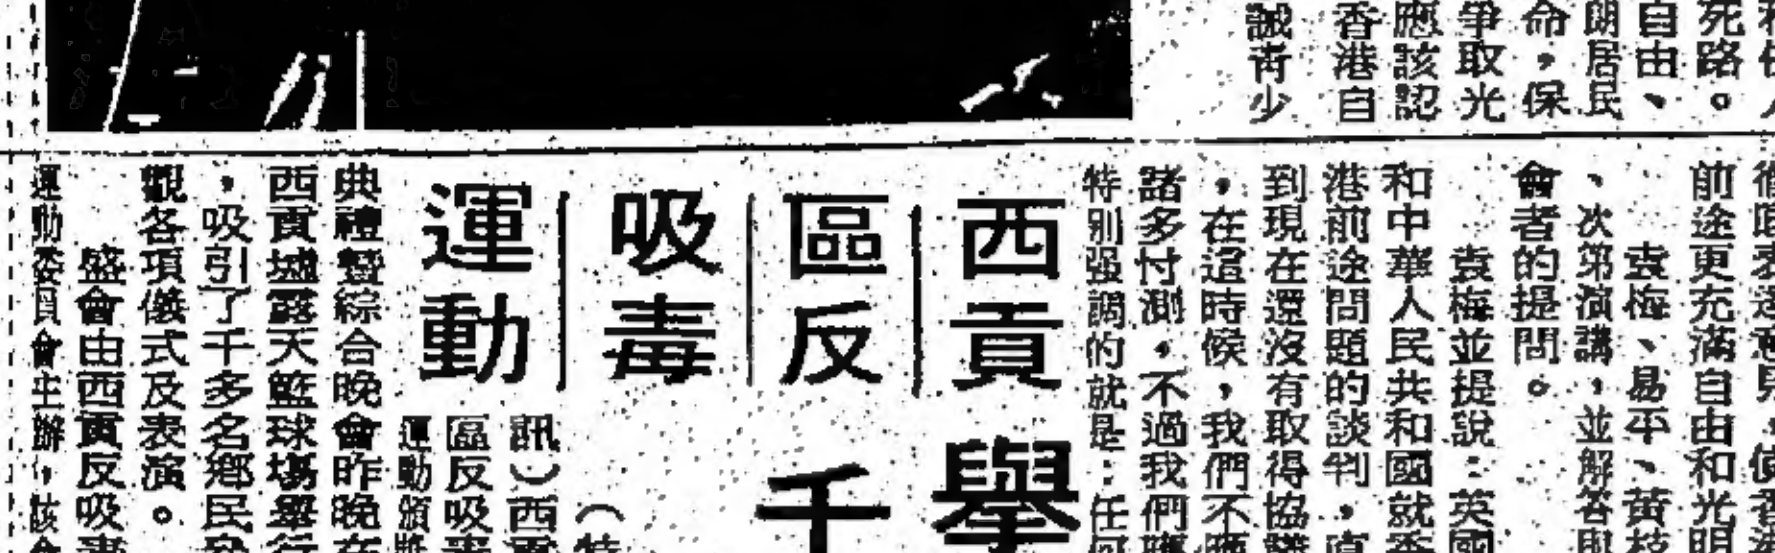 死路。
自由、
朗居民
命，保
爭取光
應該認
香港自
誠青少
前途更充滿自由和光明
袁梅、易平、黃枝
、次第演講，並解答與
會者的提問。
袁梅並提說：英國
和中華人民共和國就香
港前途問題的談判，直
到現在還沒有取得協議
，在這時候，我們不應
諸多忖測，不過我們應
特別强調的就是：任何
西貢
區反
吸毒
運動
舉
千
（特
訊）西貢
區反吸毒
運動頒獎
典禮暨綜合晚會昨晚在
西貢墟露天籃球場舉行
，吸引了千多名鄉民參
觀各項儀式及表演。
盛會由西貢反吸毒
運動委員會主辦，該會